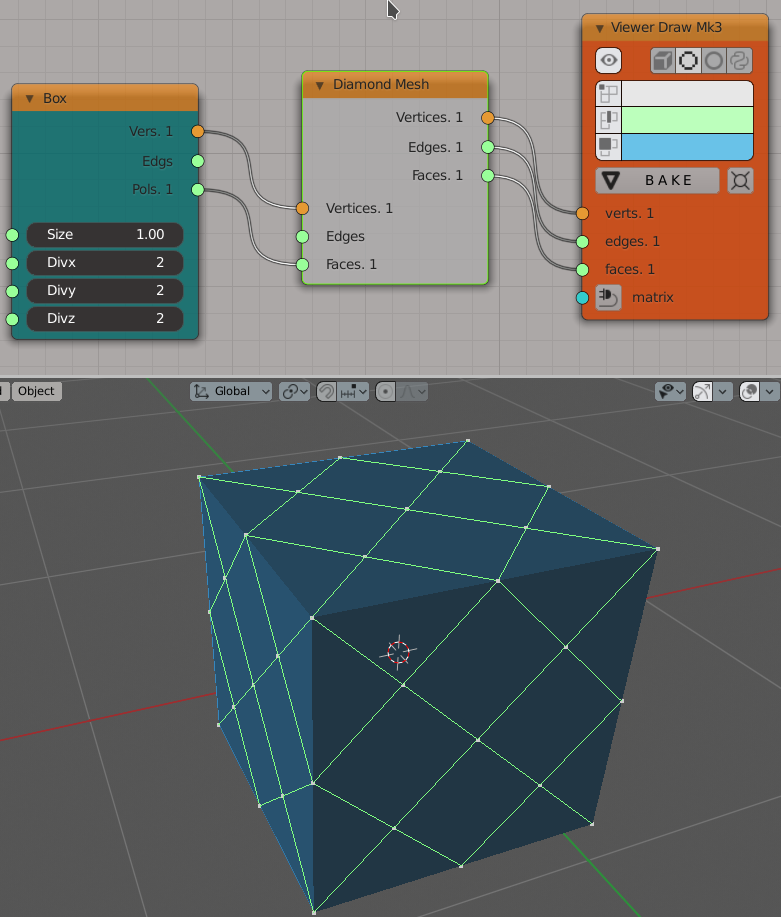 Box
Vers. 1
Edgs
Pols. 1
Size 1.00
Divx 2
Divy 2
Divz 2
Diamond Mesh
Vertices. 1
Edges. 1
Faces. 1
Vertices. 1
Edges
Faces. 1
Viewer Draw Mk3
BAKE
verts. 1
edges. 1
faces. 1
matrix
Object
Global